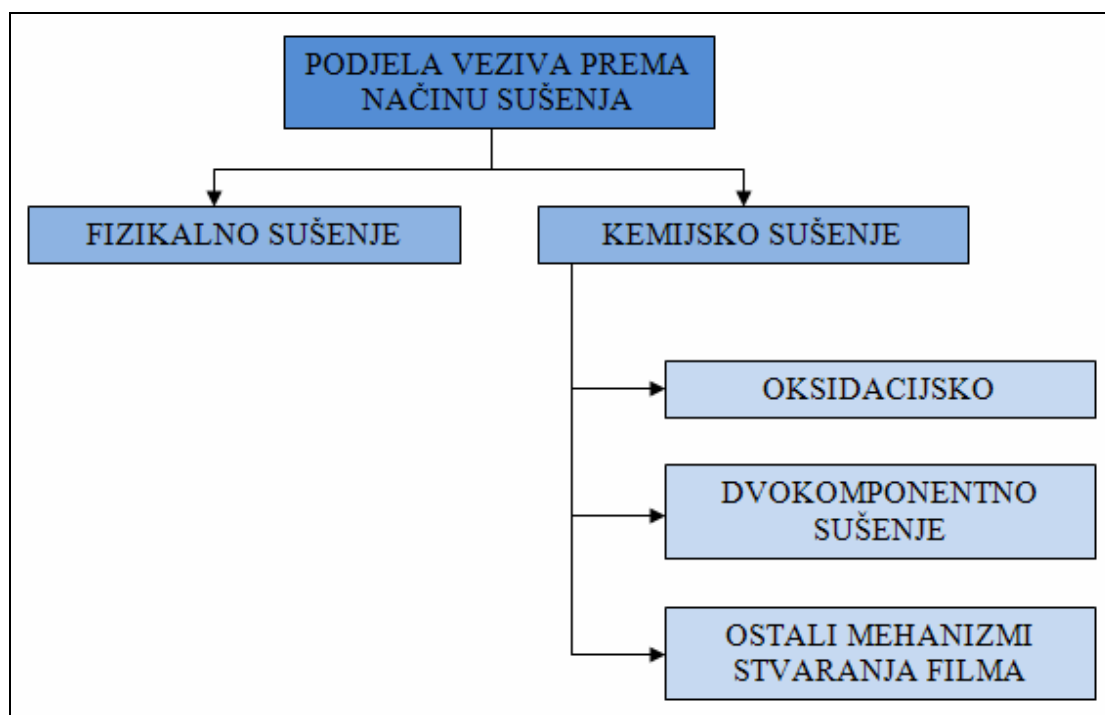 PODJELA VEZIVA PREMA
NAČINU SUŠENJA
FIZIKALNO SUŠENJE
KEMIJSKO SUŠENJE
OKSIDACIJSKO
DVOKOMPONENTNO
SUŠENJE
OSTALI MEHANIZMI
STVARANJA FILMA